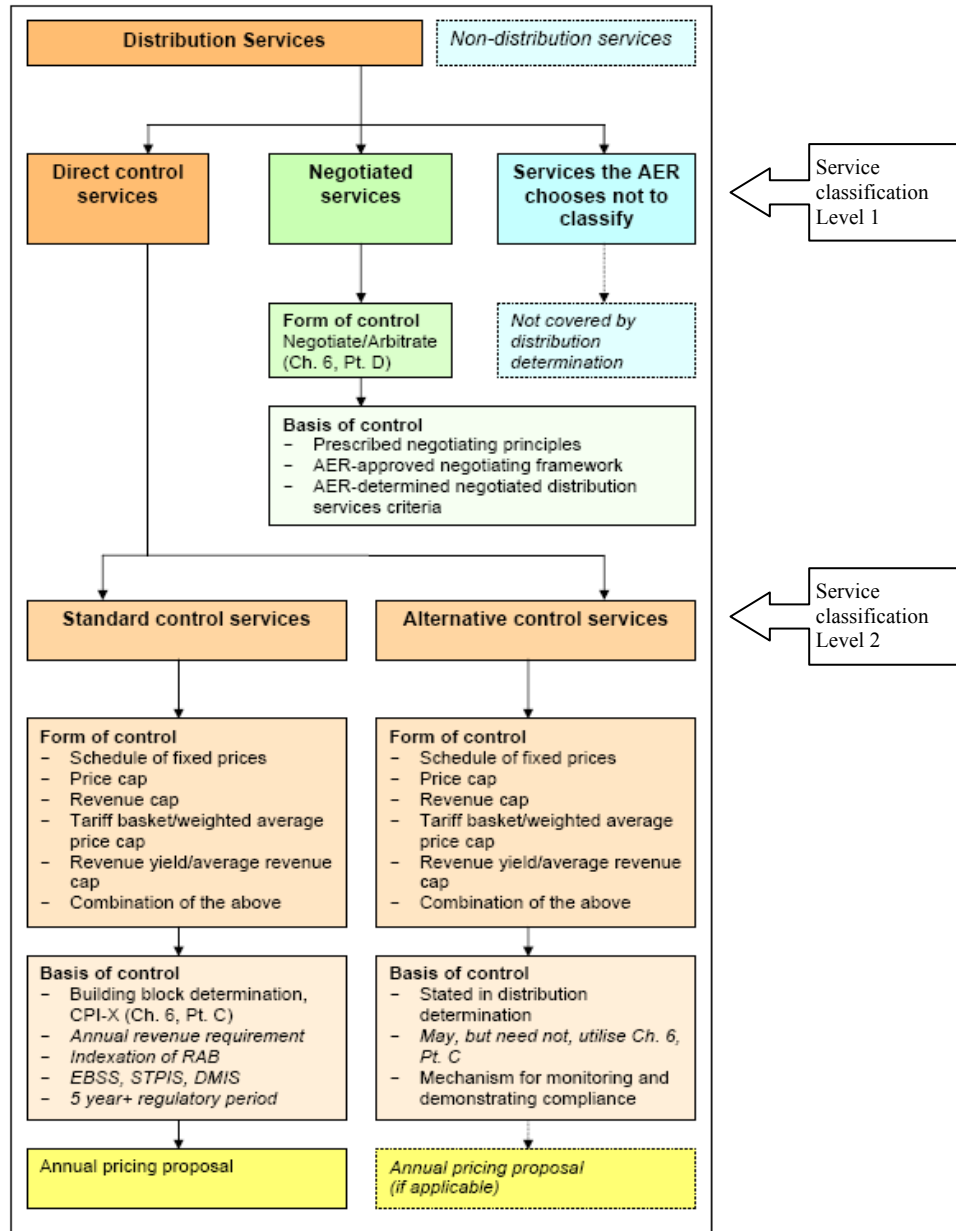 Distribution Services
Non-distribution services
Direct control
services
Negotiated
services
Services the AER
chooses not to
classify
Service
classification
Level 1
Form of control
Negotiate/Arbitrate
(Ch. 6, Pt. D)
Not covered by
distribution
determination
Basis of control
− Prescribed negotiating principles
− AER-approved negotiating framework
− AER-determined negotiated distribution
services criteria
Standard control services
Alternative control services
Service
classification
Level 2
Form of control
− Schedule of fixed prices
− Price cap
− Revenue cap
− Tariff basket/weighted average
price cap
− Revenue yield/average revenue
cap
− Combination of the above
Form of control
− Schedule of fixed prices
− Price cap
− Revenue cap
− Tariff basket/weighted average
price cap
− Revenue yield/average revenue
cap
− Combination of the above
Basis of control
− Building block determination,
CPI-X (Ch. 6, Pt. C)
− Annual revenue requirement
− Indexation of RAB
− EBSS, STPIS, DMIS
− 5 year+ regulatory period
Basis of control
− Stated in distribution
determination
− May, but need not, utilise Ch. 6,
Pt. C
− Mechanism for monitoring and
demonstrating compliance
Annual pricing proposal
Annual pricing proposal
(if applicable)